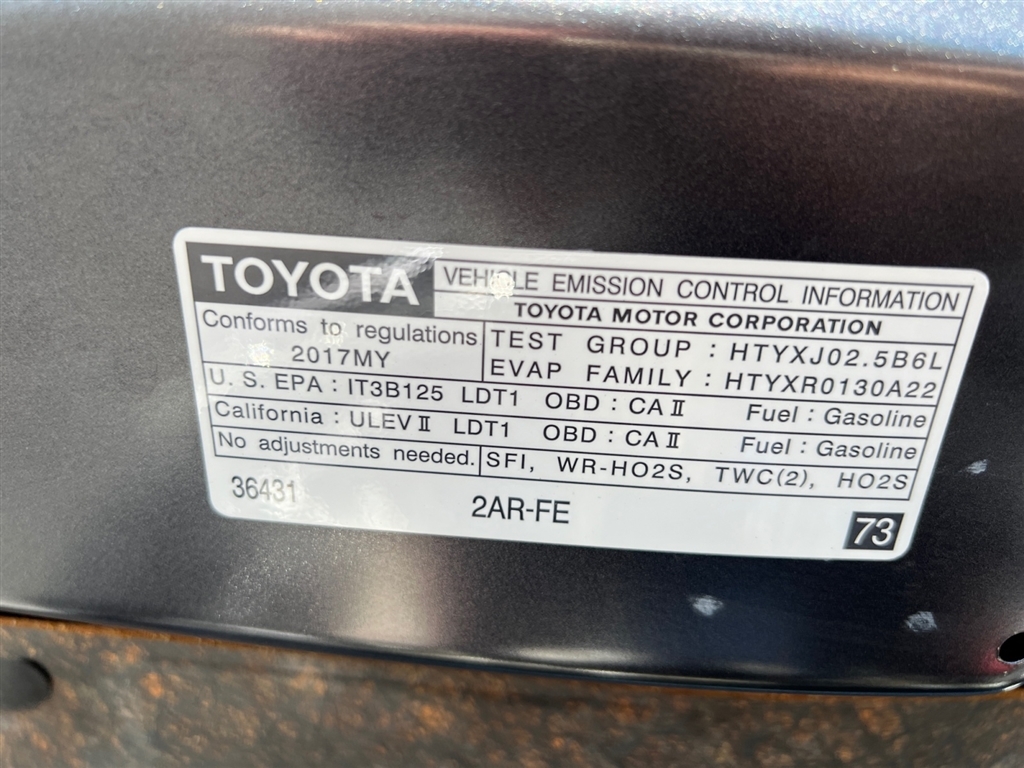 TOYOTA VEHICLE EMISSION CONTROL INFORMATION
TOYOTA MOTOR CORPORATION
Conforms to regulations
2017MY
TEST GROUP : HTYXJ02.5B6L
EVAP FAMILY : HTYXR0130A22
U. S. EPA : IT3B125 LDT1 OBD : CA II Fuel : Gasoline
California : ULEV II LDT1 OBD : CA II Fuel : Gasoline
No adjustments needed. SFI, WR-HO2S, TWC(2), HO2S
36431 2AR-FE 73